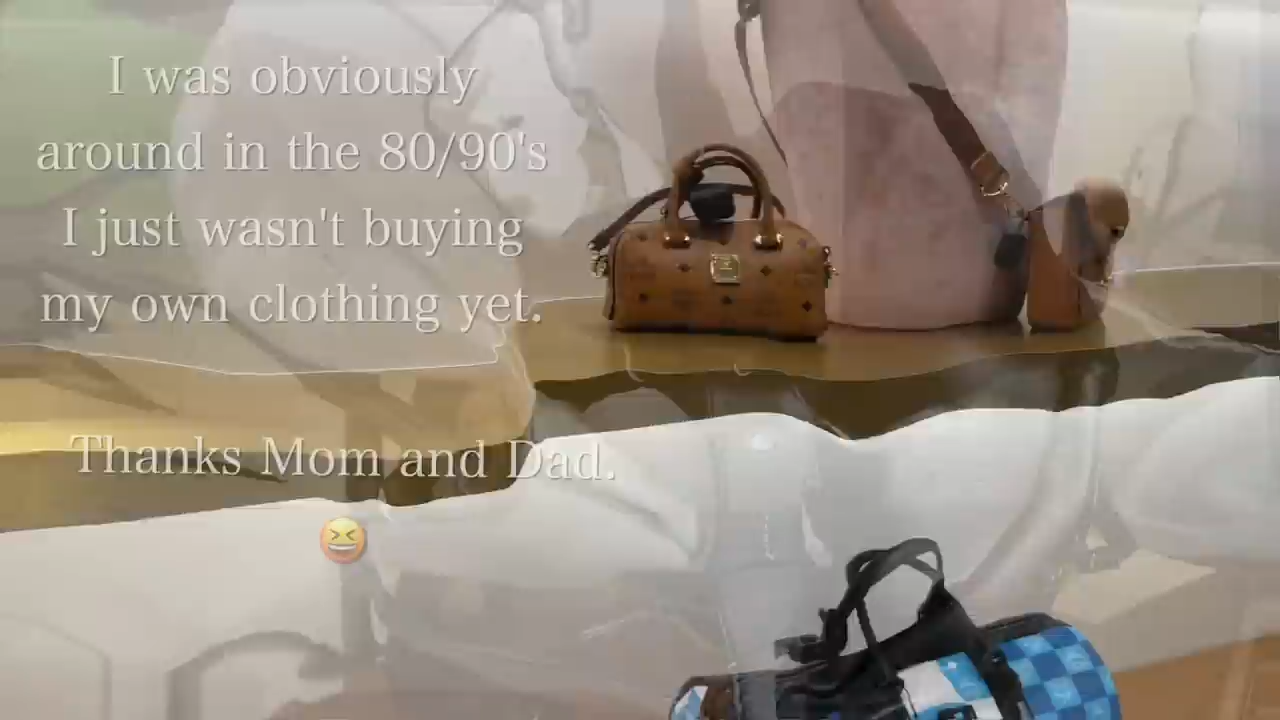 I was obviously
around in the 80/90's
I just wasn't buying
my own clothing yet.
Thanks Mom and Dad.
😆